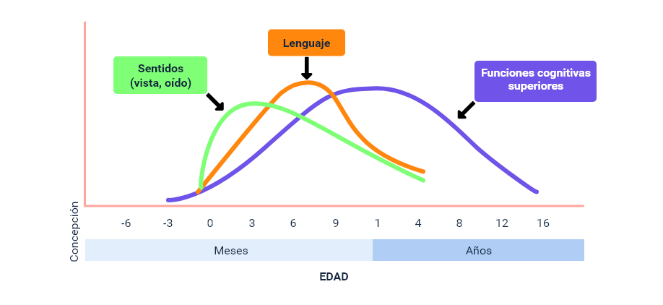 Lenguaje
Sentidos
(vista, oído)
Funciones cognitivas
superiores
Concepción
-6 -3 0 3 6 9 1 4 8 12 16
Meses Años
EDAD